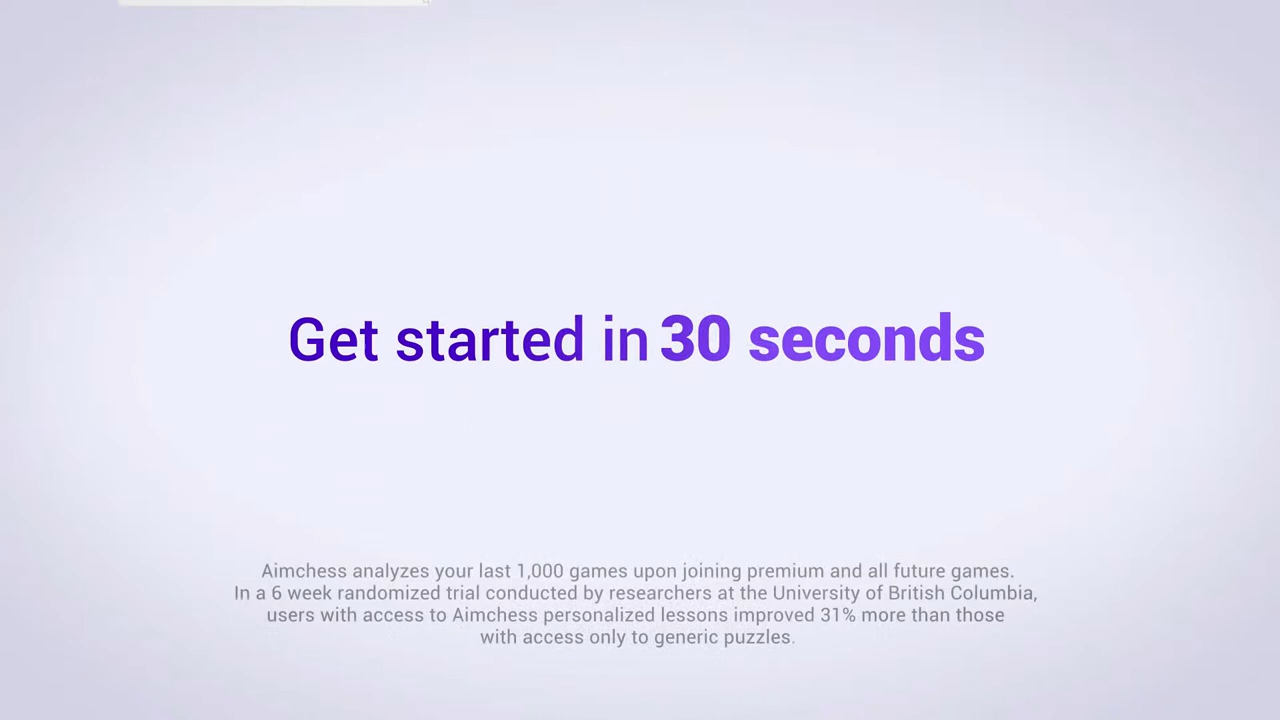 Get started in 30 seconds
Aimchess analyzes your last 1,000 games upon joining premium and all future games.
In a 6 week randomized trial conducted by researchers at the University of British Columbia,
users with access to Aimchess personalized lessons improved 31% more than those
with access only to generic puzzles.